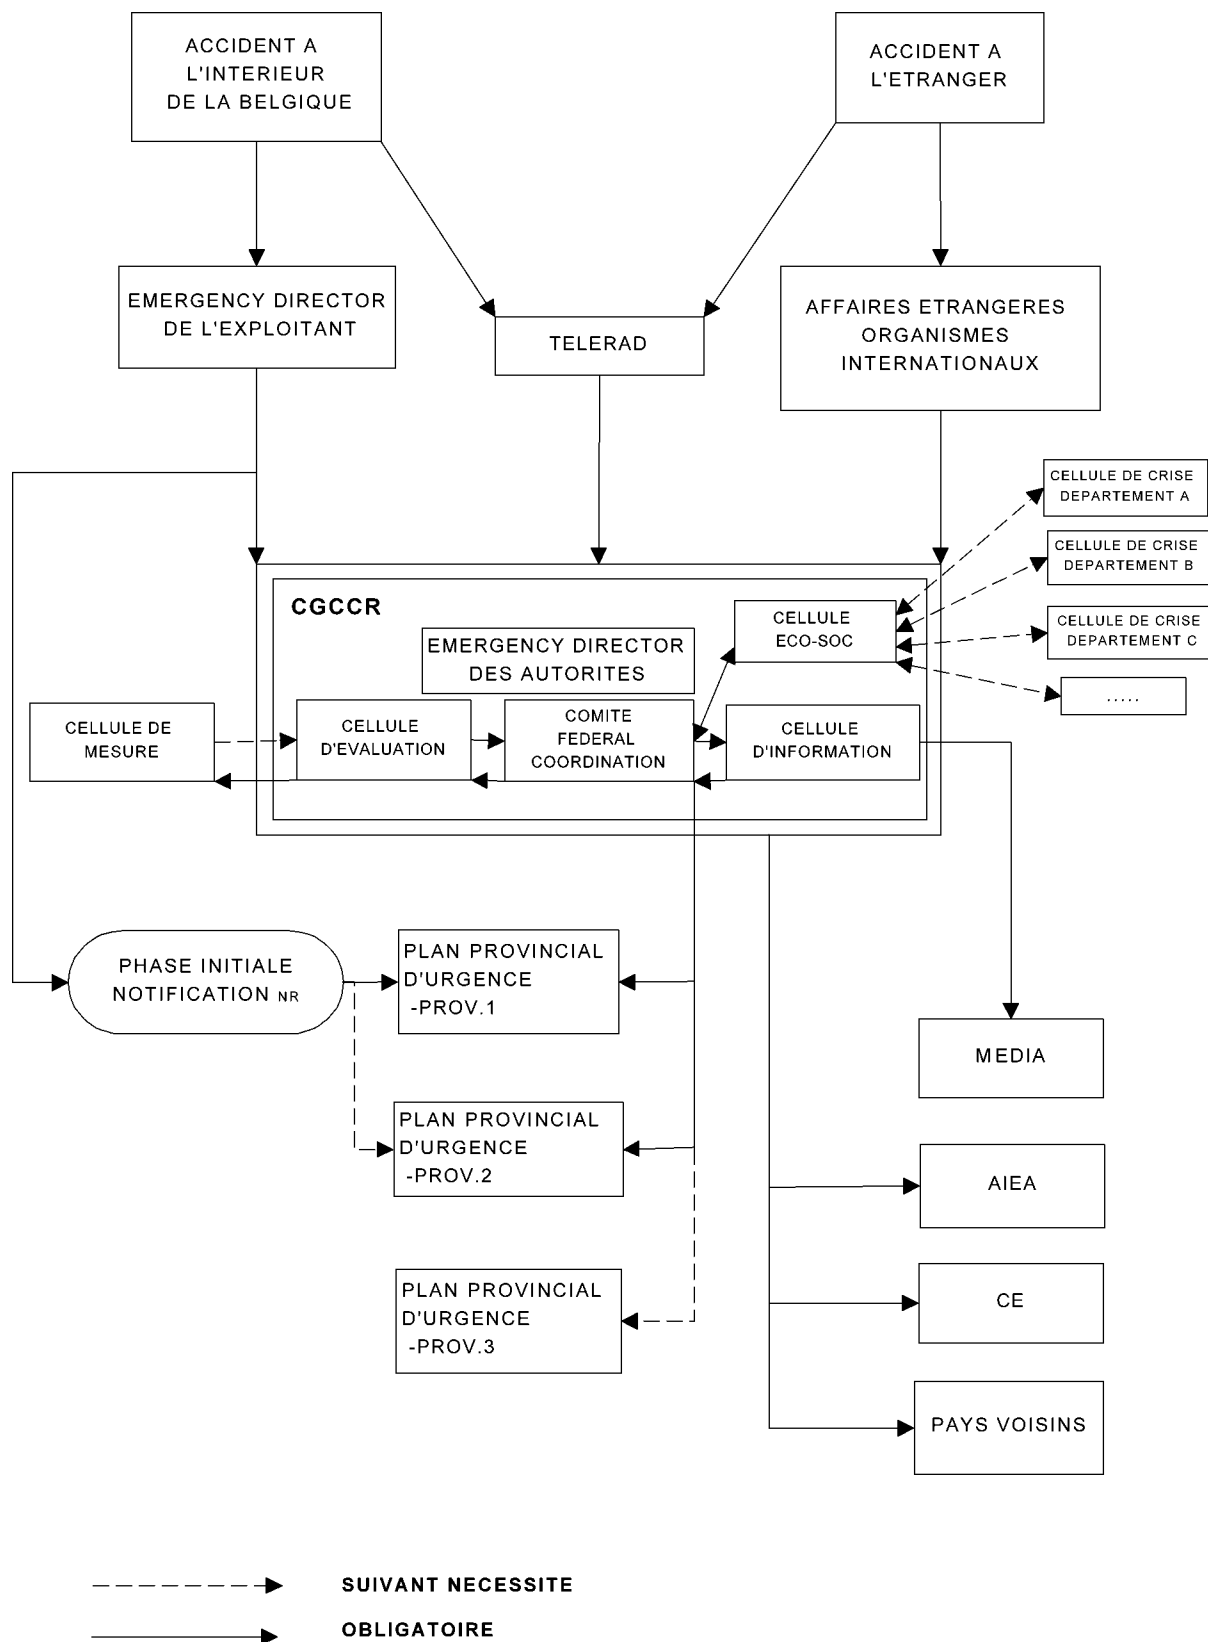 ACCIDENT A
L'INTERIEUR
DE LA BELGIQUE
ACCIDENT A
L'ETRANGER
EMERGENCY DIRECTOR
DE L'EXPLOITANT
TELERAD
AFFAIRES ETRANGERES
ORGANISMES
INTERNATIONAUX
CELLULE DE CRISE
DEPARTEMENT A
CELLULE DE CRISE
DEPARTEMENT B
CELLULE DE CRISE
DEPARTEMENT C
.....
CGCCR
EMERGENCY DIRECTOR
DES AUTORITES
CELLULE
ECO-SOC
CELLULE DE
MESURE
CELLULE
D'EVALUATION
COMITE
FEDERAL
COORDINATION
CELLULE
D'INFORMATION
PHASE INITIALE
NOTIFICATION NR
PLAN PROVINCIAL
D'URGENCE
-PROV.1
PLAN PROVINCIAL
D'URGENCE
-PROV.2
PLAN PROVINCIAL
D'URGENCE
-PROV.3
MEDIA
AIEA
CE
PAYS VOISINS
SUIVANT NECESSITE
OBLIGATOIRE